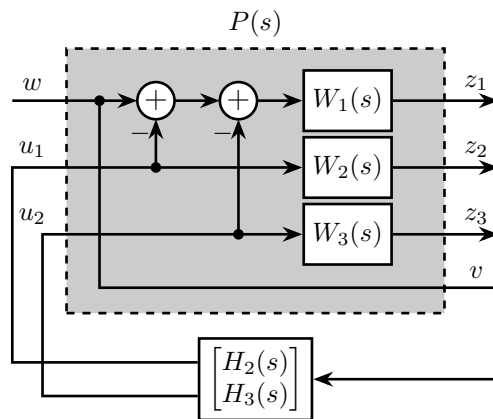 P(s)
w
+
+
W₁(s)
z₁
−
−
u₁
W₂(s)
z₂
u₂
W₃(s)
z₃
v
[H₂(s)]
[H₃(s)]